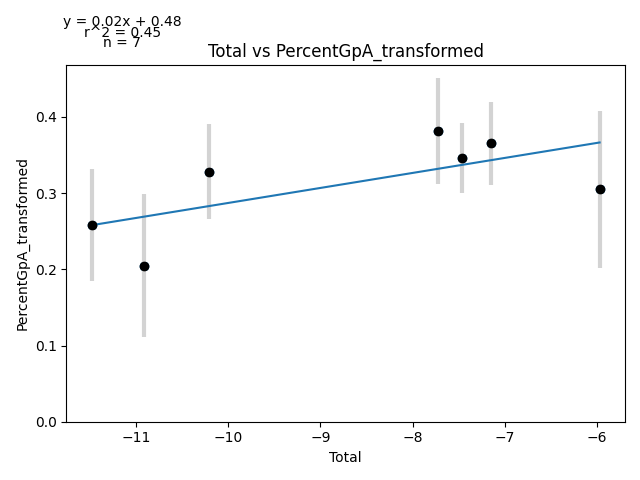 y = 0.02x + 0.48
r^2 = 0.45
n = 7
Total vs PercentGpA_transformed
PercentGpA_transformed
0.4
0.3
0.2
0.1
0.0
−11
−10
−9
−8
−7
−6
Total